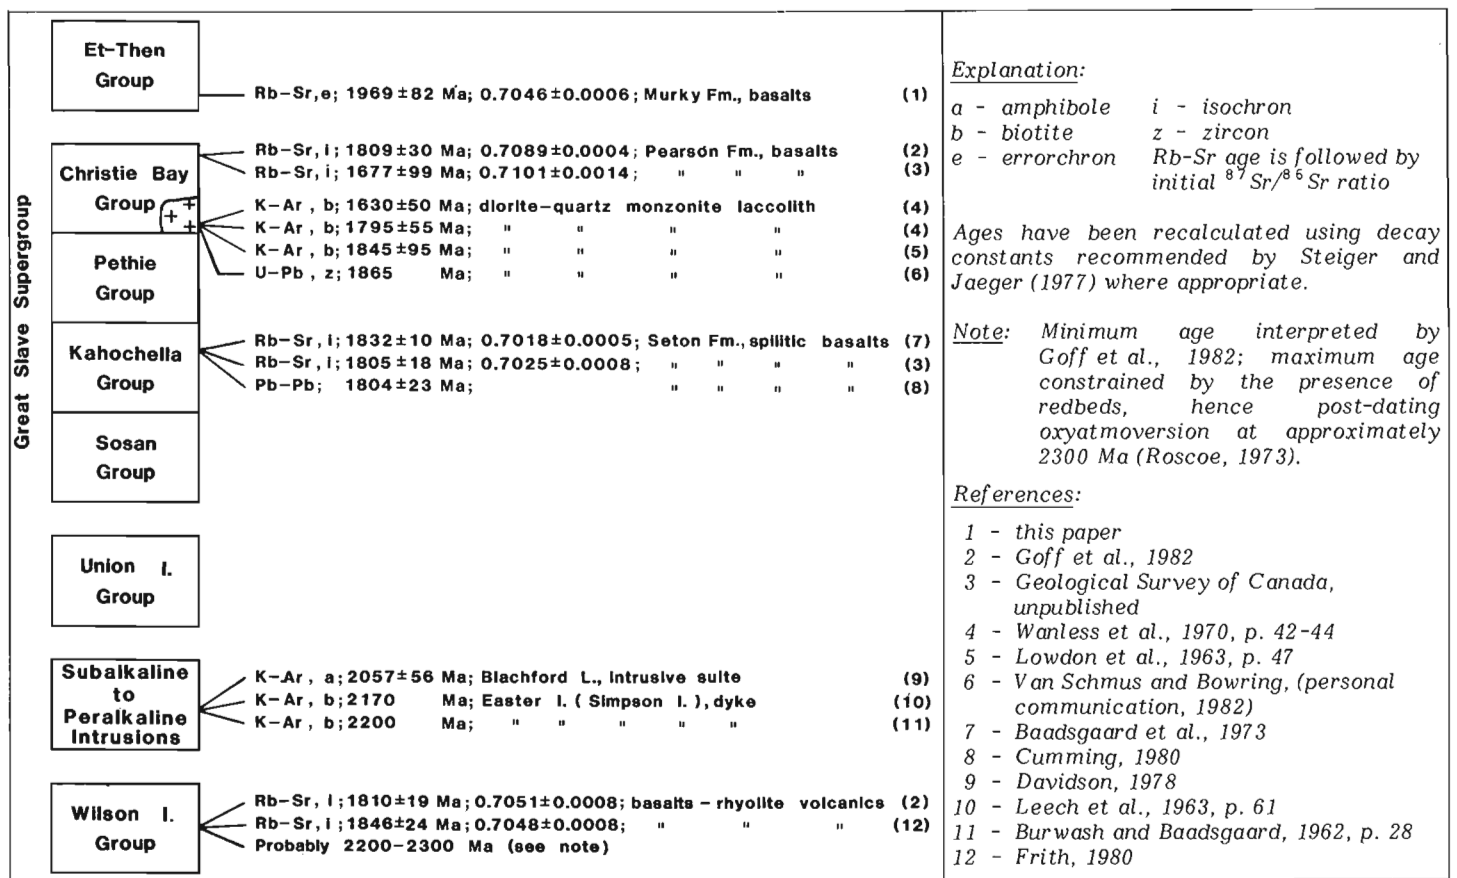 Great Slave Supergroup
Et-Then
Group
Rb-Sr,e; 1969±82 Ma; 0.7046±0.0006; Murky Fm., basalts (1)
Christie Bay
Group
Rb-Sr, i; 1809±30 Ma; 0.7089±0.0004; Pearson Fm., basalts (2)
Rb-Sr, i; 1677±99 Ma; 0.7101±0.0014; " " " (3)
K-Ar, b; 1630±50 Ma; diorite-quartz monzonite laccolith (4)
K-Ar, b; 1795±55 Ma; " " " " (4)
K-Ar, b; 1845±95 Ma; " " " " (5)
U-Pb, z; 1865 Ma; " " " " (6)
Pethie
Group
Kahochella
Group
Rb-Sr, i; 1832±10 Ma; 0.7018±0.0005; Seton Fm., spilitic basalts (7)
Rb-Sr, i; 1805±18 Ma; 0.7025±0.0008; " " " " (3)
Pb-Pb; 1804±23 Ma; " " " " (8)
Sosan
Group
Union I.
Group
Subalkaline
to
Peralkaline
Intrusions
K-Ar, a; 2057±56 Ma; Blachford L., intrusive suite (9)
K-Ar, b; 2170 Ma; Easter I. (Simpson I.), dyke (10)
K-Ar, b; 2200 Ma; " " " " " (11)
Wilson I.
Group
Rb-Sr, i; 1810±19 Ma; 0.7051±0.0008; basalts - rhyolite volcanics (2)
Rb-Sr, i; 1846±24 Ma; 0.7048±0.0008; " " " (12)
Probably 2200-2300 Ma (see note)
Explanation:
a - amphibole i - isochron
b - biotite z - zircon
e - errorchron Rb-Sr age is followed by
initial ⁸⁷Sr/⁸⁶Sr ratio
Ages have been recalculated using decay
constants recommended by Steiger and
Jaeger (1977) where appropriate.
Note: Minimum age interpreted by
Goff et al., 1982; maximum age
constrained by the presence of
redbeds, hence post-dating
oxyatmoversion at approximately
2300 Ma (Roscoe, 1973).
References:
1 - this paper
2 - Goff et al., 1982
3 - Geological Survey of Canada,
unpublished
4 - Wanless et al., 1970, p. 42-44
5 - Lowdon et al., 1963, p. 47
6 - Van Schmus and Bowring, (personal
communication, 1982)
7 - Baadsgaard et al., 1973
8 - Cumming, 1980
9 - Davidson, 1978
10 - Leech et al., 1963, p. 61
11 - Burwash and Baadsgaard, 1962, p. 28
12 - Frith, 1980